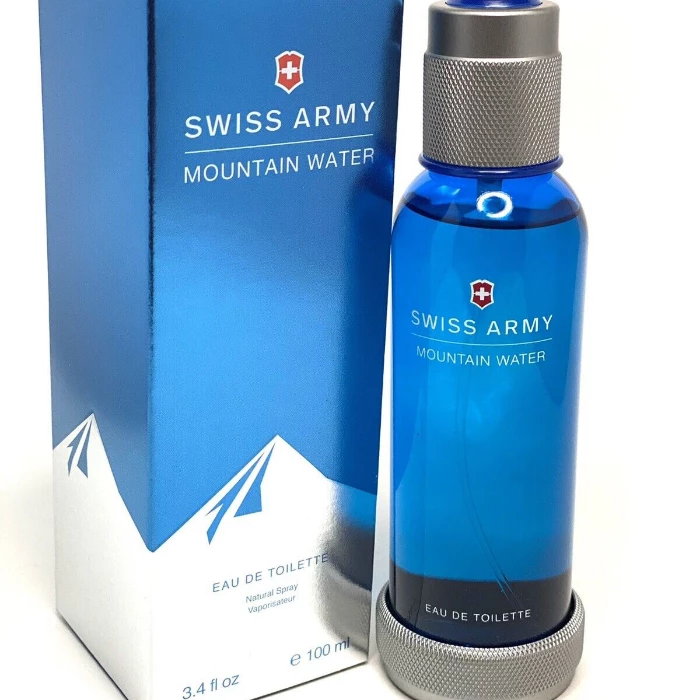 SWISS ARMY
MOUNTAIN WATER
EAU DE TOILETTE
Natural Spray
Vaporisateur
3.4 fl oz
℮ 100 ml
SWISS ARMY
MOUNTAIN WATER
EAU DE TOILETTE